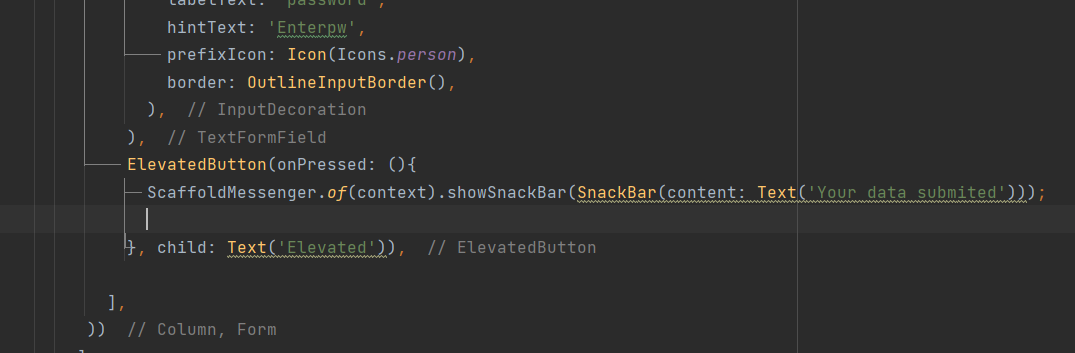 labelText: 'password',
hintText: 'Enterpw',
prefixIcon: Icon(Icons.person),
border: OutlineInputBorder(),
), // InputDecoration
), // TextFormField
ElevatedButton(onPressed: (){
ScaffoldMessenger.of(context).showSnackBar(SnackBar(content: Text('Your data submited')));
}, child: Text('Elevated')), // ElevatedButton
],
)) // Column, Form